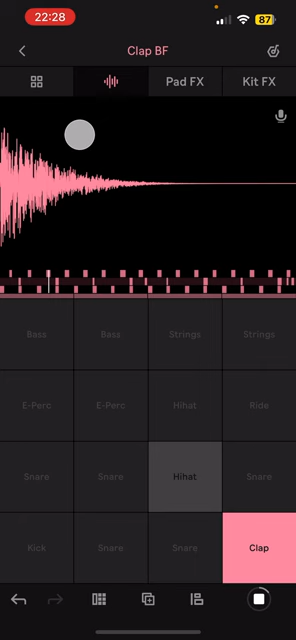 22:28
87
Clap BF
Pad FX
Kit FX
Bass
Bass
Strings
Strings
E-Perc
E-Perc
Hihat
Ride
Snare
Snare
Hihat
Snare
Kick
Snare
Snare
Clap